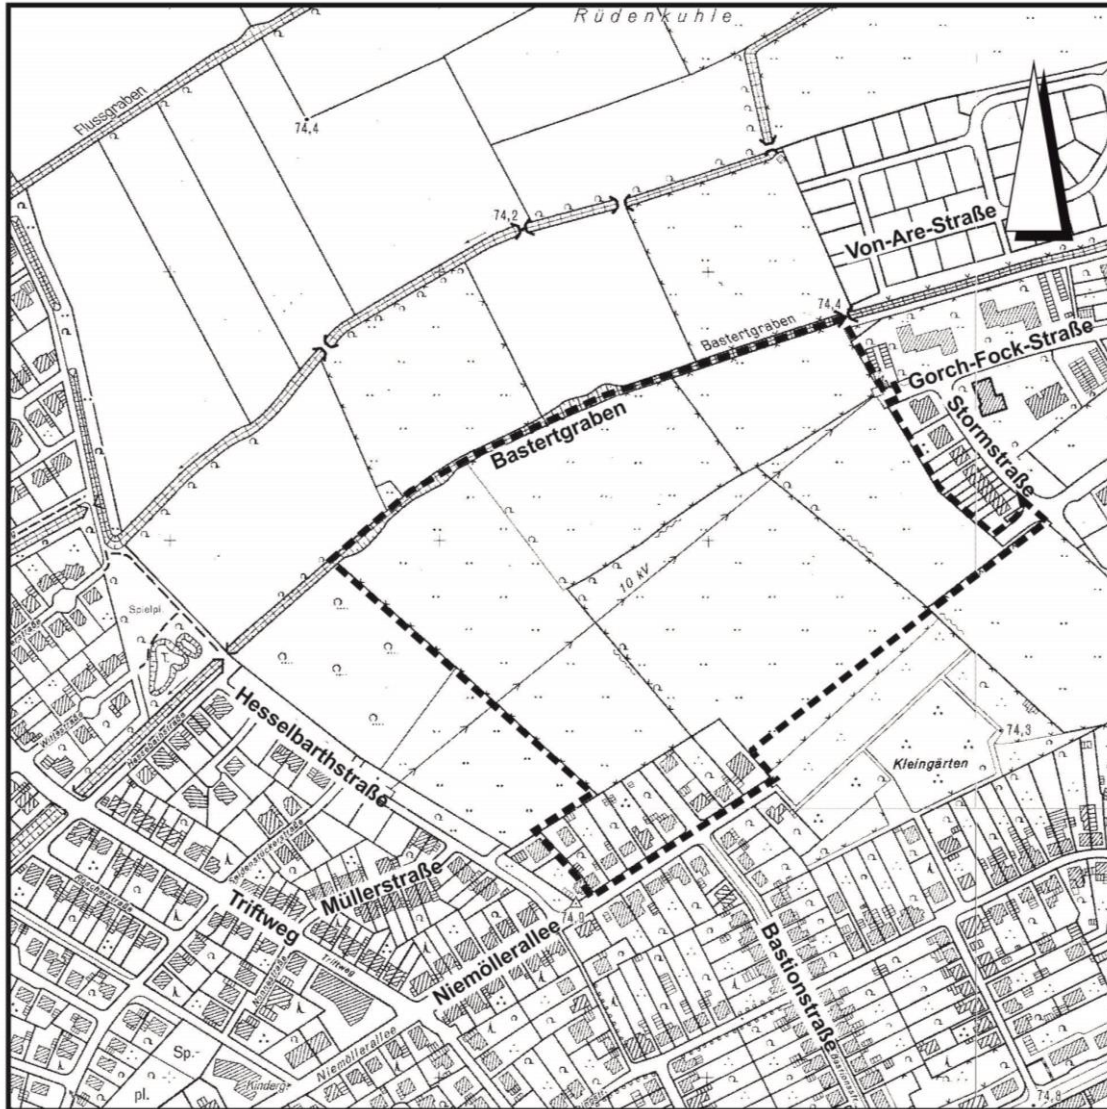 Rüdenkuhle
Flussgraben
74,4
74,2
Von-Are-Straße
74,4
Bastertgraben
Gorch-Fock-Straße
Bastertgraben
Stormstraße
10 kV
Spielpl.
Hesselbarthstraße
74,3
Kleingärten
Müllerstraße
Triftweg
74,0
Niemöllerallee
Bastionstraße
Triftweg
Niemöllerallee
Sp.-
pl.
Kinderg.
74,8